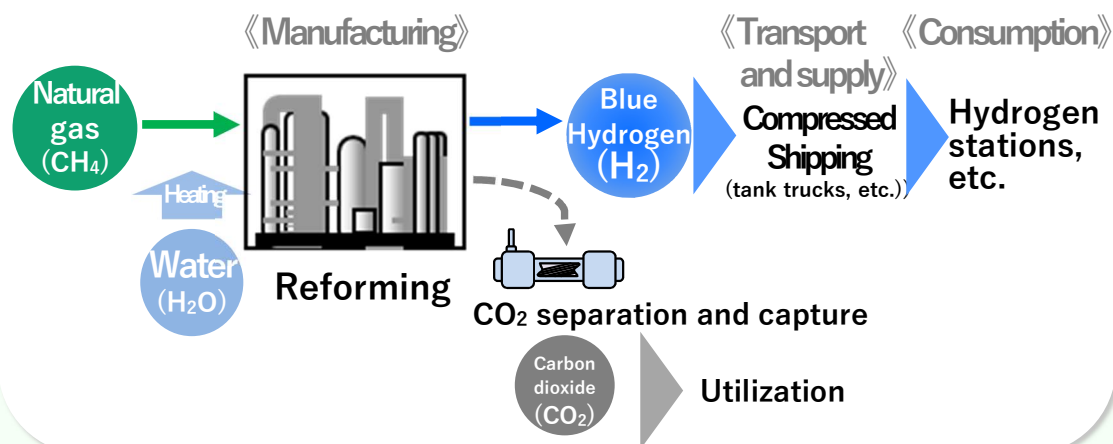 《Manufacturing》
《Transport
and supply》
《Consumption》
Natural
gas
(CH₄)
Heating
Water
(H₂O)
Reforming
Blue
Hydrogen
(H₂)
Compressed
Shipping
(tank trucks, etc.))
Hydrogen
stations,
etc.
CO₂ separation and capture
Carbon
dioxide
(CO₂)
Utilization